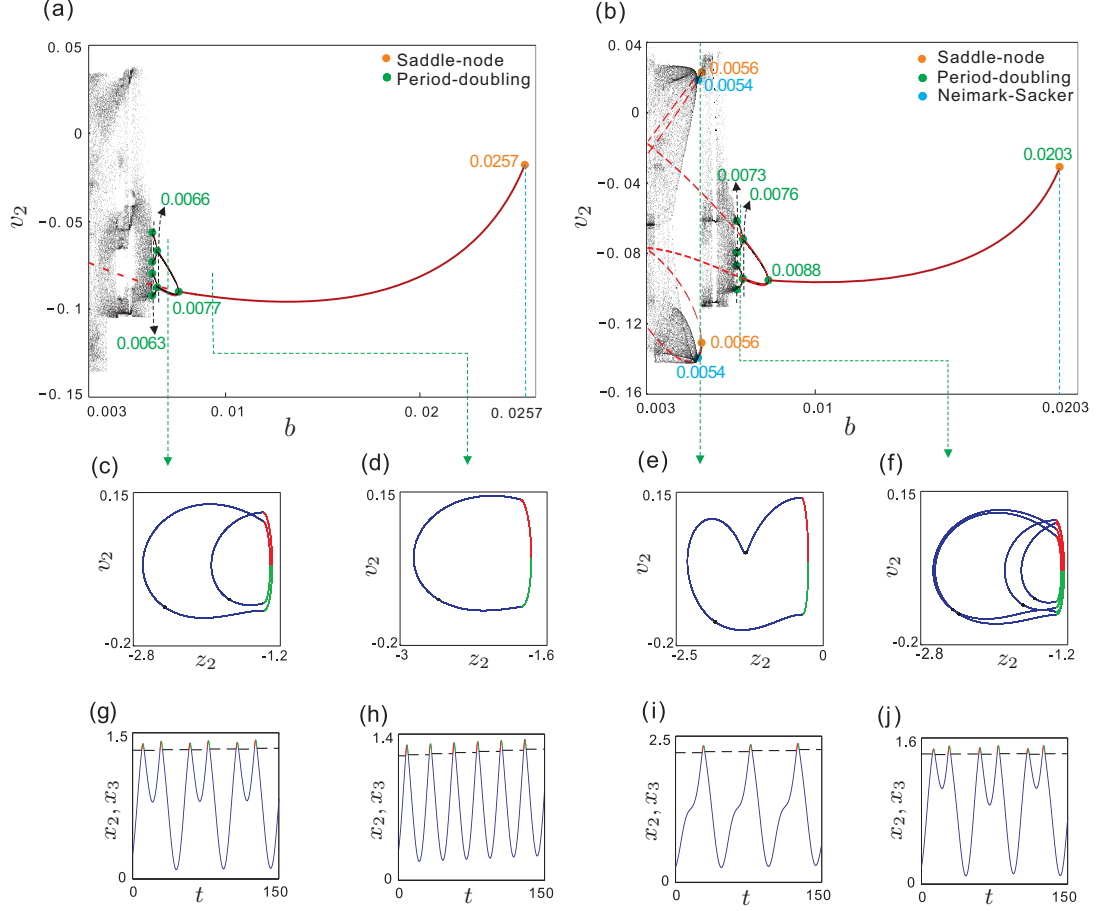 (a)
0. 05
0
−0.05
−0.1
−0.15
v₂
Saddle-node
Period-doubling
0.0257
0.0066
0.0077
0.0063
0.003
0.01
0.02
0.0257
b
(b)
0.04
0
−0.04
−0.08
−0.12
−0.16
v₂
Saddle-node
Period-doubling
Neimark-Sacker
0.0056
0.0054
0.0203
0.0073
0.0076
0.0088
0.0056
0.0054
0.003
0.01
0.0203
b
(c)
0.15
v₂
-0.2
-2.8
z₂
-1.2
(d)
0.15
v₂
-0.2
-3
z₂
-1.6
(e)
0.15
v₂
-0.2
-2.5
z₂
0
(f)
0.15
v₂
-0.2
-2.8
z₂
-1.2
(g)
1.5
x₂, x₃
0
0
t
150
(h)
1.4
x₂, x₃
0
0
t
150
(i)
2.5
x₂, x₃
0
0
t
150
(j)
1.6
x₂, x₃
0
0
t
150